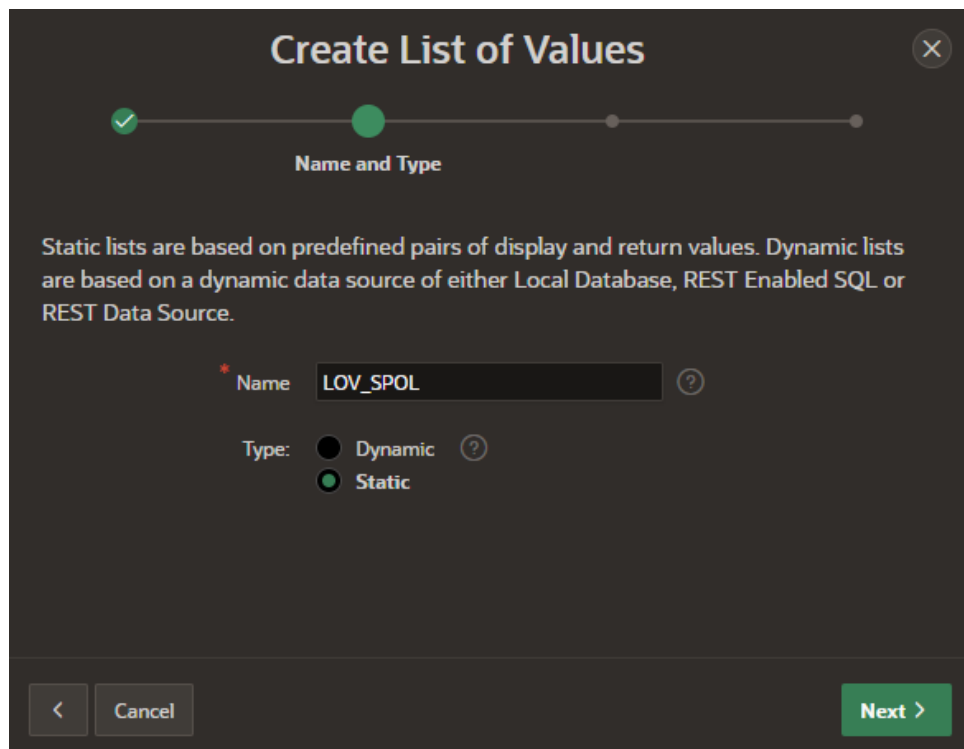 Create List of Values
Name and Type
Static lists are based on predefined pairs of display and return values. Dynamic lists
are based on a dynamic data source of either Local Database, REST Enabled SQL or
REST Data Source.
* Name LOV_SPOL ?
Type: Dynamic ?
Static
Cancel Next